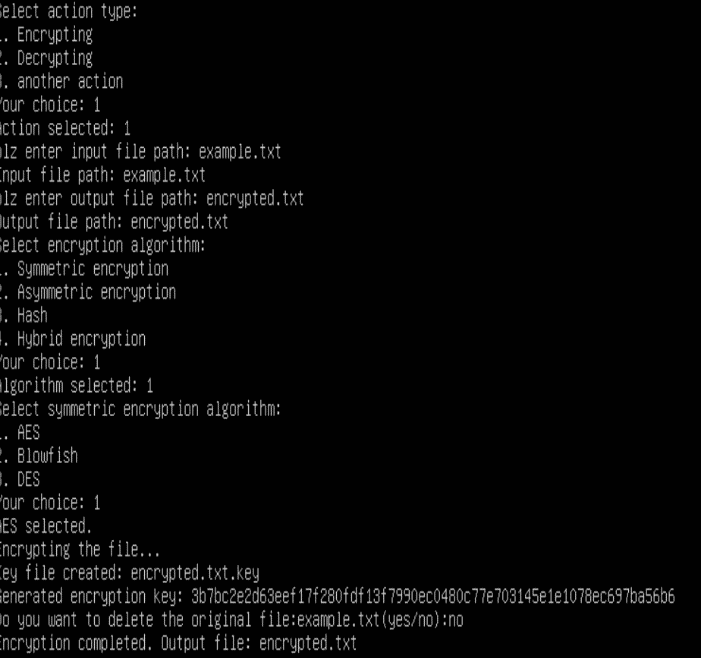 Select action type:
1. Encrypting
2. Decrypting
3. another action
Your choice: 1
Action selected: 1
plz enter input file path: example.txt
Input file path: example.txt
plz enter output file path: encrypted.txt
Output file path: encrypted.txt
Select encryption algorithm:
1. Symmetric encryption
2. Asymmetric encryption
3. Hash
4. Hybrid encryption
Your choice: 1
Algorithm selected: 1
Select symmetric encryption algorithm:
1. AES
2. Blowfish
3. DES
Your choice: 1
AES selected.
Encrypting the file...
Key file created: encrypted.txt.key
Generated encryption key: 3b7bc2e2d63eef17f280fdf13f7990ec0480c77e703145e1e1078ec697ba56b6
Do you want to delete the original file:example.txt(yes/no):no
Encryption completed. Output file: encrypted.txt